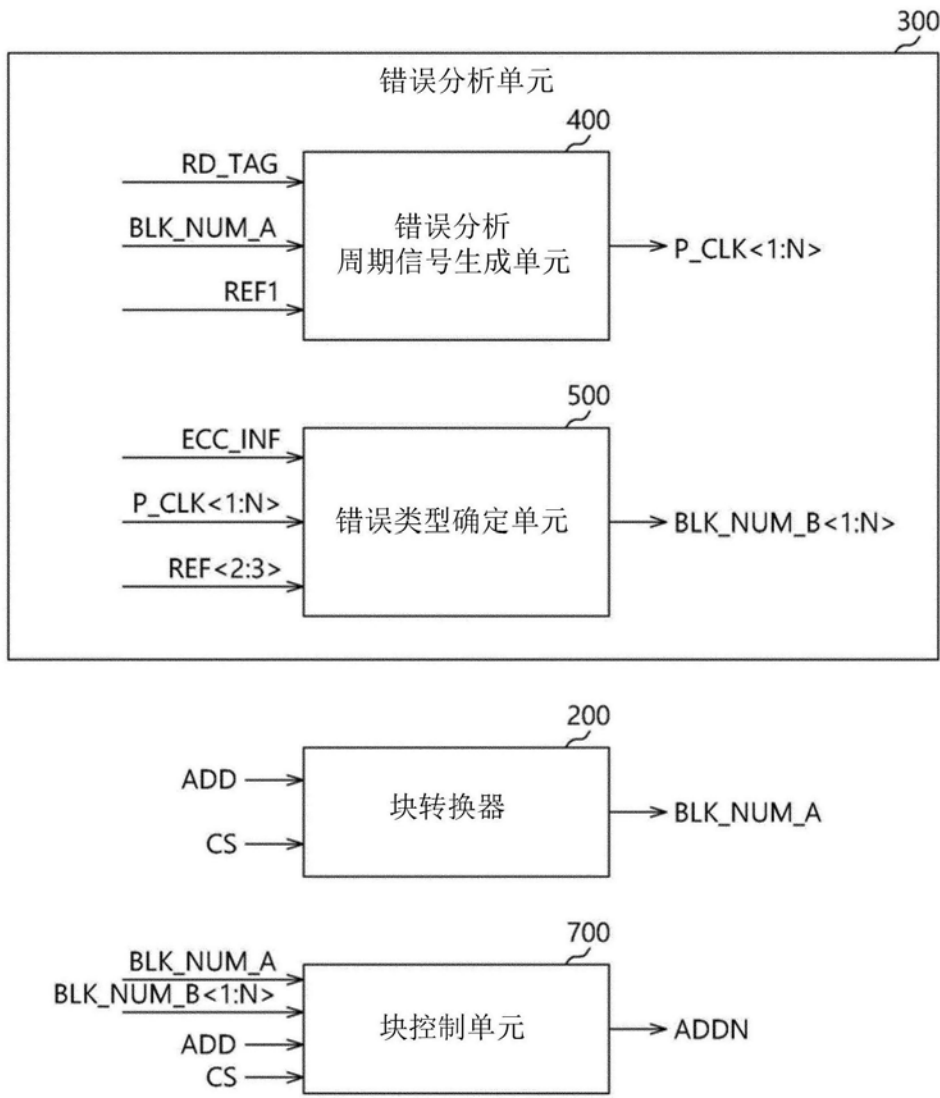 300
错误分析单元
400
RD_TAG
BLK_NUM_A
REF1
错误分析
周期信号生成单元
P_CLK<1:N>
500
ECC_INF
P_CLK<1:N>
REF<2:3>
错误类型确定单元
BLK_NUM_B<1:N>
200
ADD
CS
块转换器
BLK_NUM_A
700
BLK_NUM_A
BLK_NUM_B<1:N>
ADD
CS
块控制单元
ADDN